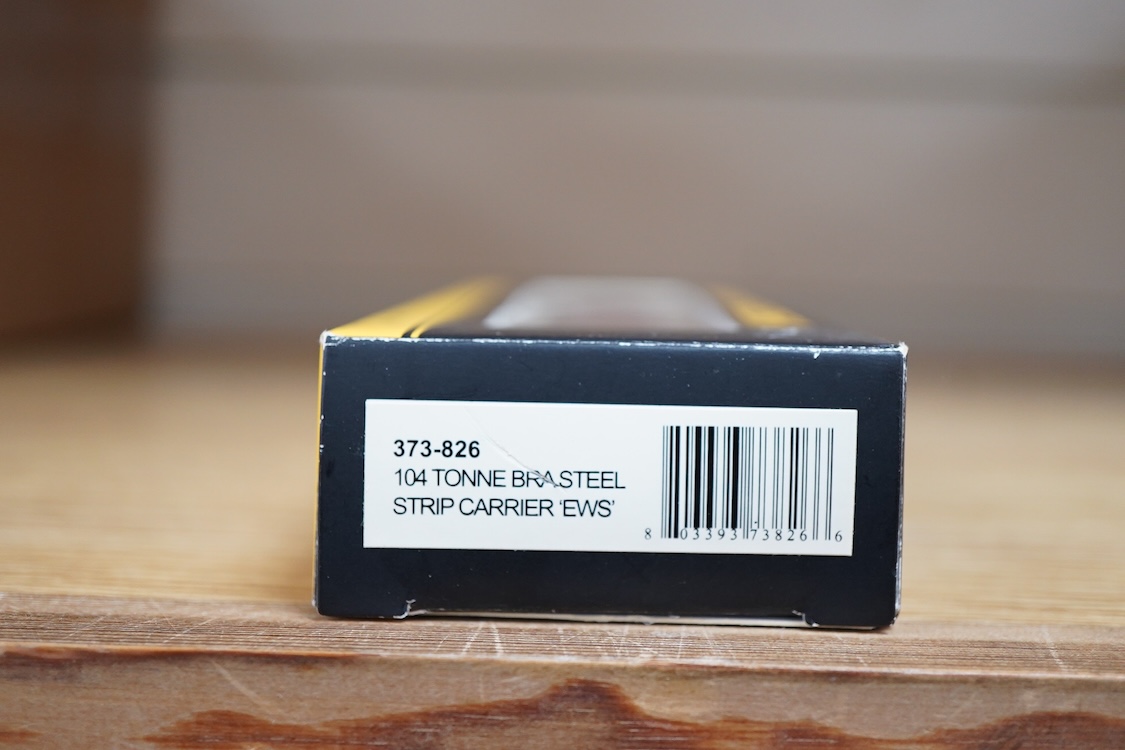 373-826
104 TONNE BRA STEEL
STRIP CARRIER ‘EWS’
8 03393 73826 6